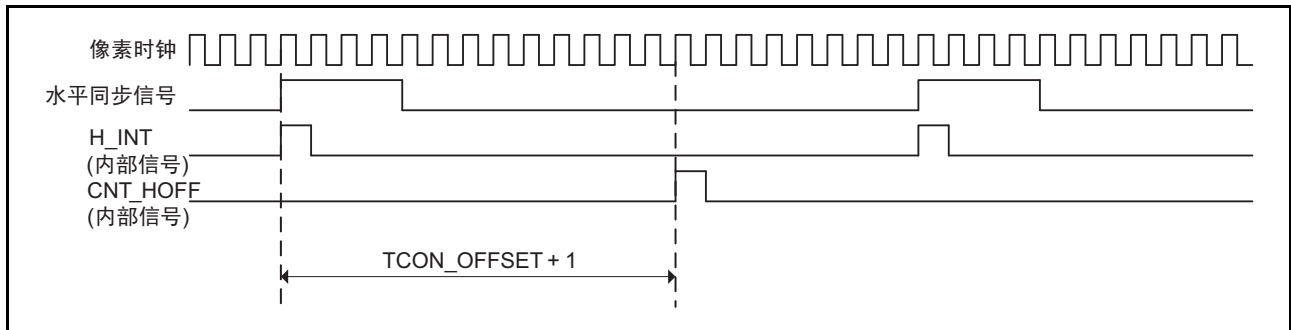 像素时钟
水平同步信号
H_INT
(内部信号)
CNT_HOFF
(内部信号)
TCON_OFFSET + 1